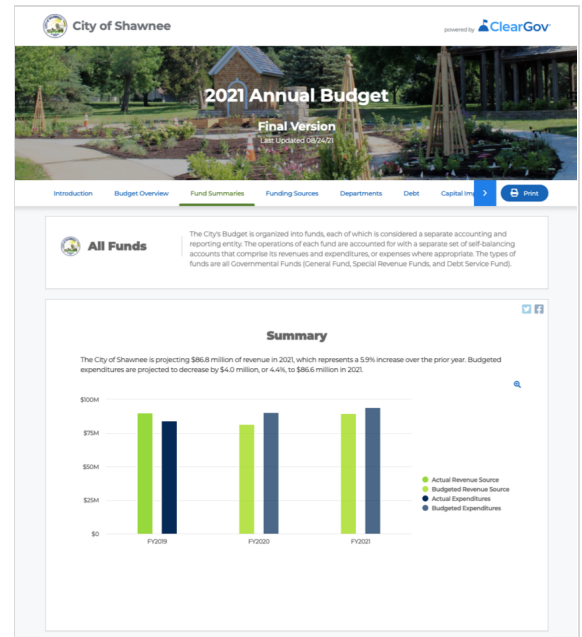 City of Shawnee
powered by ClearGov
2021 Annual Budget
Final Version
Last Updated 08/24/21
Introduction Budget Overview Fund Summaries Funding Sources Departments Debt Capital Im > Print
All Funds
The City's Budget is organized into funds, each of which is considered a separate accounting and
reporting entity. The operations of each fund are accounted for with a separate set of self-balancing
accounts that comprise its revenues and expenditures, or expenses where appropriate. The types of
funds are all Governmental Funds (General Fund, Special Revenue Funds, and Debt Service Fund).
Summary
The City of Shawnee is projecting $86.8 million of revenue in 2021, which represents a 5.9% increase over the prior year. Budgeted
expenditures are projected to decrease by $4.0 million, or 4.4%, to $86.6 million in 2021.
$100M
$75M
$50M
$25M
$0
FY2019 FY2020 FY2021
Actual Revenue Source
Budgeted Revenue Source
Actual Expenditures
Budgeted Expenditures